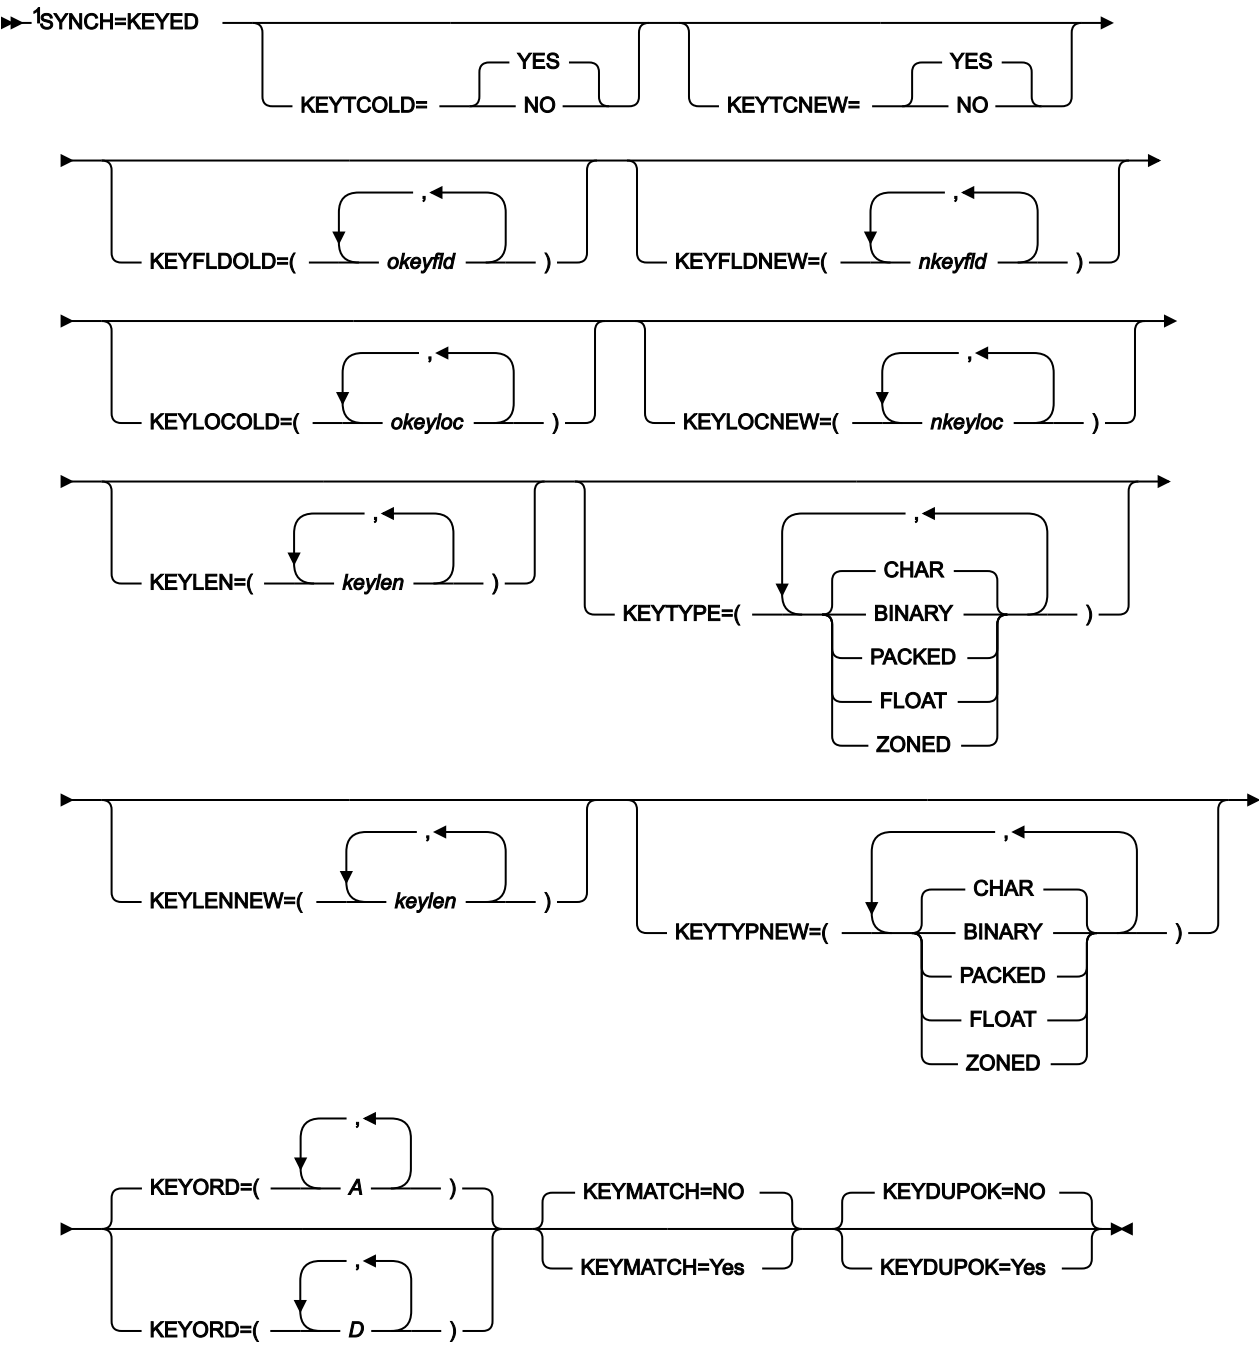 1SYNCH=KEYED
YES YES
KEYTCOLD= NO KEYTCNEW= NO
, ,
KEYFLDOLD=( okeyfld ) KEYFLDNEW=( nkeyfld )
, ,
KEYLOCOLD=( okeyloc ) KEYLOCNEW=( nkeyloc )
, ,
CHAR
KEYLEN=( keylen )
KEYTYPE=( BINARY )
PACKED
FLOAT
ZONED
, ,
CHAR
KEYLENNEW=( keylen )
KEYTYPNEW=( BINARY )
PACKED
FLOAT
ZONED
,
KEYORD=( A ) KEYMATCH=NO KEYDUPOK=NO
,
KEYMATCH=Yes KEYDUPOK=Yes
KEYORD=( D )